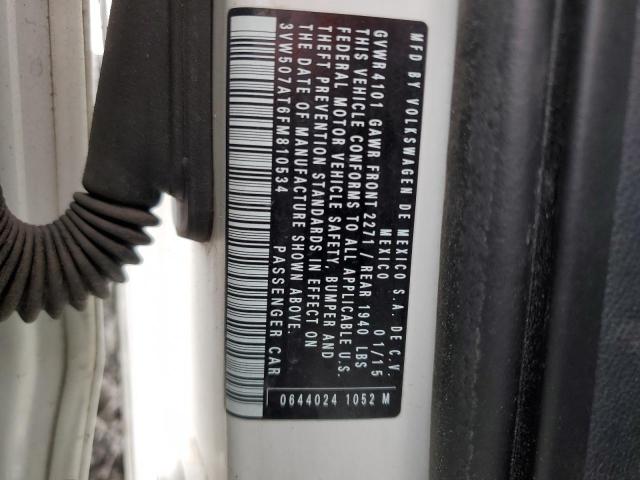 MFD BY VOLKSWAGEN DE MEXICO S.A. DE C.V.
MEXICO 01/15
GVWR 4101 GAWR FRONT 2271 / REAR 1940 LBS
THIS VEHICLE CONFORMS TO ALL APPLICABLE U.S.
FEDERAL MOTOR VEHICLE SAFETY, BUMPER AND
THEFT PREVENTION STANDARDS IN EFFECT ON
THE DATE OF MANUFACTURE SHOWN ABOVE.
3VW507AT6FM810534 PASSENGER CAR
0644024 1052 M